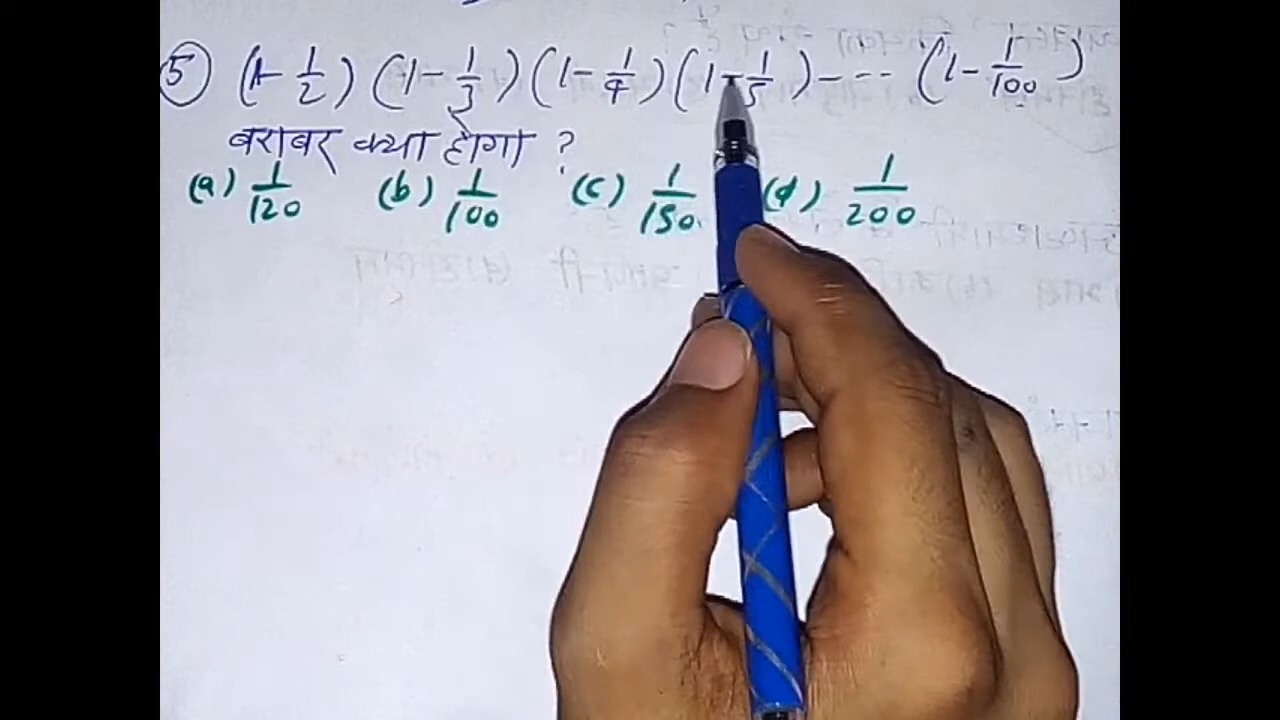 ⑤ (1-1/2) (1-1/3) (1-1/4) (1-1/5) ---- (1-1/100)
बराबर क्या होगा ?
(a) 1/120 (b) 1/100 (c) 1/150 (d) 1/200